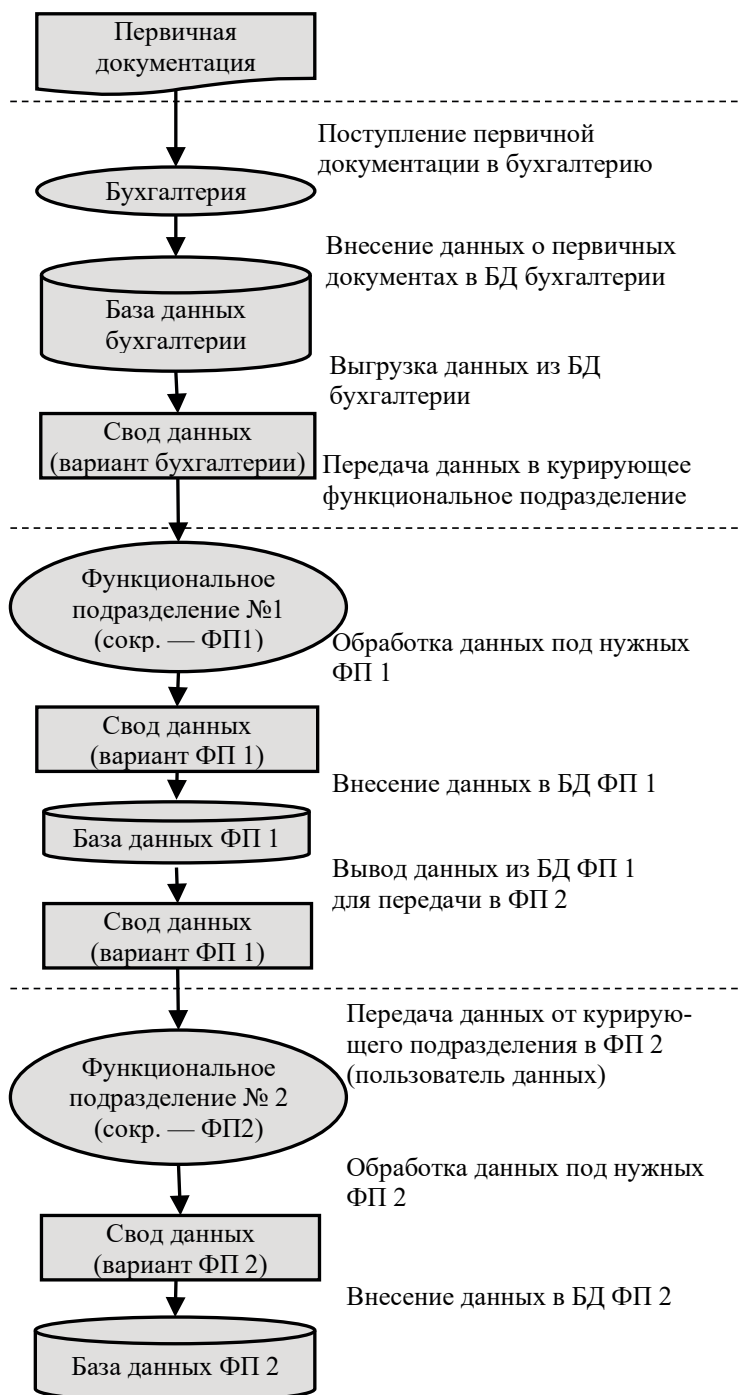 Первичная
документация
Поступление первичной
документации в бухгалтерию
Бухгалтерия
Внесение данных о первичных
документах в БД бухгалтерии
База данных
бухгалтерии
Выгрузка данных из БД
бухгалтерии
Свод данных
(вариант бухгалтерии)
Передача данных в курирующее
функциональное подразделение
Функциональное
подразделение №1
(сокр. — ФП1)
Обработка данных под нужных
ФП 1
Свод данных
(вариант ФП 1)
Внесение данных в БД ФП 1
База данных ФП 1
Вывод данных из БД ФП 1
для передачи в ФП 2
Свод данных
(вариант ФП 1)
Передача данных от курирую-
щего подразделения в ФП 2
(пользователь данных)
Функциональное
подразделение № 2
(сокр. — ФП2)
Обработка данных под нужных
ФП 2
Свод данных
(вариант ФП 2)
Внесение данных в БД ФП 2
База данных ФП 2